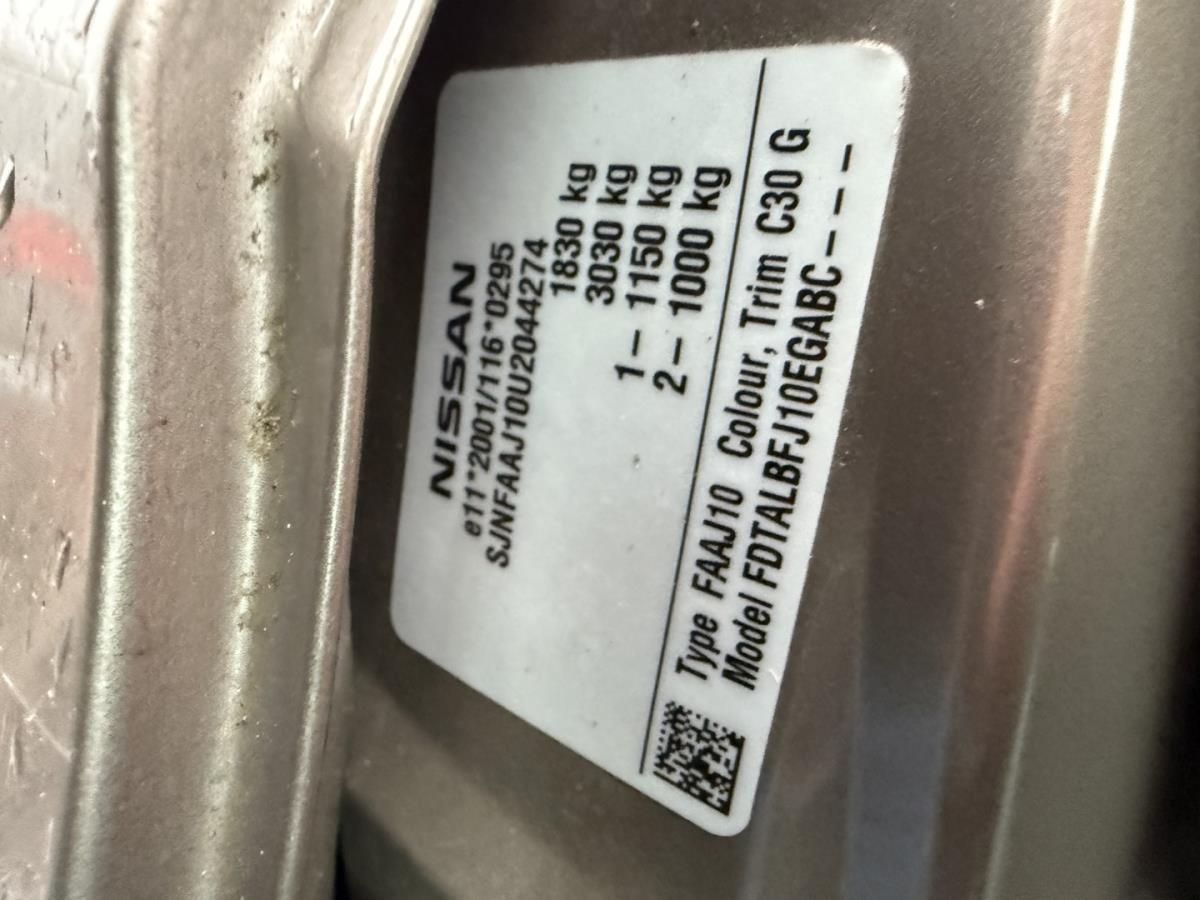 NISSAN
e11*2001/116*0295
SJNFAAJ10U2044274
1830 kg
3030 kg
1– 1150 kg
2– 1000 kg
Type FAAJ10 Colour, Trim C30 G
Model FDTALBFJ10EGABC----